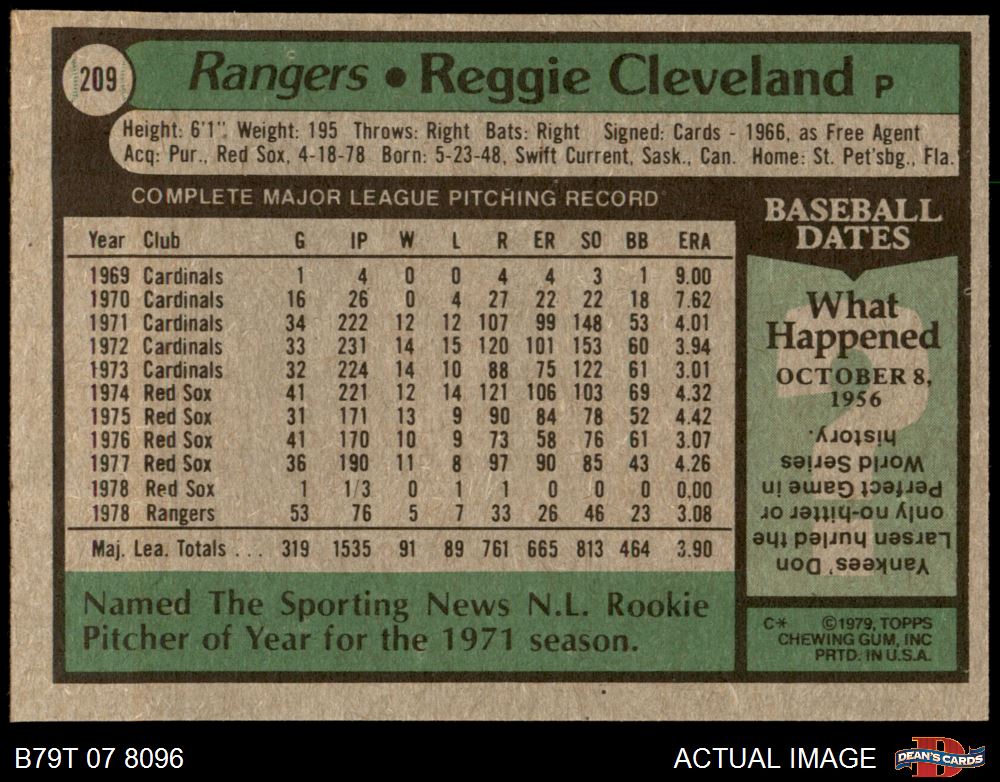 209
Rangers • Reggie Cleveland P
Height: 6'1" Weight: 195 Throws: Right Bats: Right Signed: Cards - 1966, as Free Agent
Acq: Pur., Red Sox, 4-18-78 Born: 5-23-48, Swift Current, Sask., Can. Home: St. Pet'sbg., Fla.
COMPLETE MAJOR LEAGUE PITCHING RECORD
Year Club G IP W L R ER SO BB ERA
1969 Cardinals 1 4 0 0 4 4 3 1 9.00
1970 Cardinals 16 26 0 4 27 22 22 18 7.62
1971 Cardinals 34 222 12 12 107 99 148 53 4.01
1972 Cardinals 33 231 14 15 120 101 153 60 3.94
1973 Cardinals 32 224 14 10 88 75 122 61 3.01
1974 Red Sox 41 221 12 14 121 106 103 69 4.32
1975 Red Sox 31 171 13 9 90 84 78 52 4.42
1976 Red Sox 41 170 10 9 73 58 76 61 3.07
1977 Red Sox 36 190 11 8 97 90 85 43 4.26
1978 Red Sox 1 1/3 0 1 1 0 0 0 0.00
1978 Rangers 53 76 5 7 33 26 46 23 3.08
Maj. Lea. Totals ... 319 1535 91 89 761 665 813 464 3.90
Named The Sporting News N.L. Rookie
Pitcher of Year for the 1971 season.
BASEBALL
DATES
What
Happened
OCTOBER 8,
1956
Yankees' Don
Larsen hurled the
only no-hitter or
Perfect Game in
World Series
history.
C* ©1979, TOPPS
CHEWING GUM, INC
PRTD. IN U.S.A.
B79T 07 8096
ACTUAL IMAGE
DEAN'S CARDS